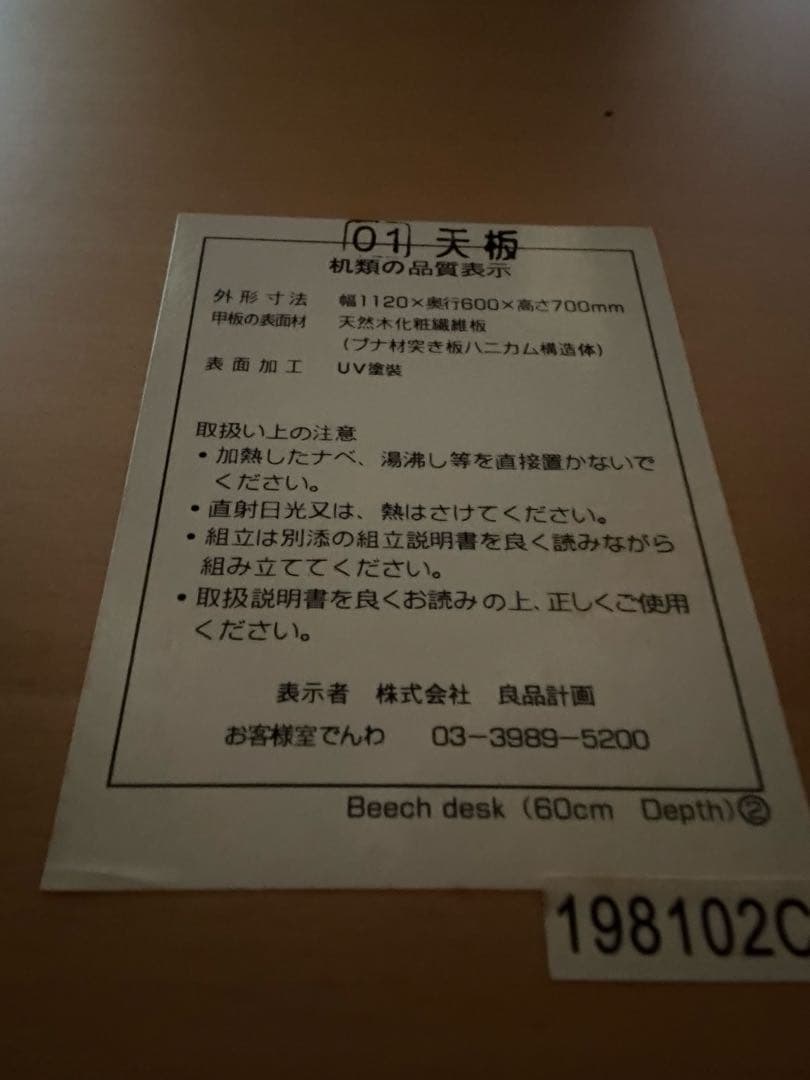 01 天板
机類の品質表示
外形寸法 幅1120×奥行600×高さ700mm
甲板の表面材 天然木化粧繊維板
(ブナ材突き板ハニカム構造体)
表面加工 UV塗装
取扱い上の注意
・加熱したナベ、湯沸し等を直接置かないで
ください。
・直射日光又は、熱はさけてください。
・組立は別添の組立説明書を良く読みながら
組み立ててください。
・取扱説明書を良くお読みの上、正しくご使用
ください。
表示者 株式会社 良品計画
お客様室でんわ 03-3989-5200
Beech desk (60cm Depth)②
198102